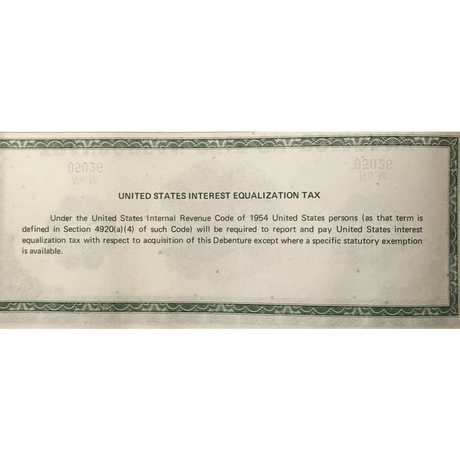 UNITED STATES INTEREST EQUALIZATION TAX
Under the United States Internal Revenue Code of 1954 United States persons (as that term is
defined in Section 4920(a)(4) of such Code) will be required to report and pay United States interest
equalization tax with respect to acquisition of this Debenture except where a specific statutory exemption
is available.